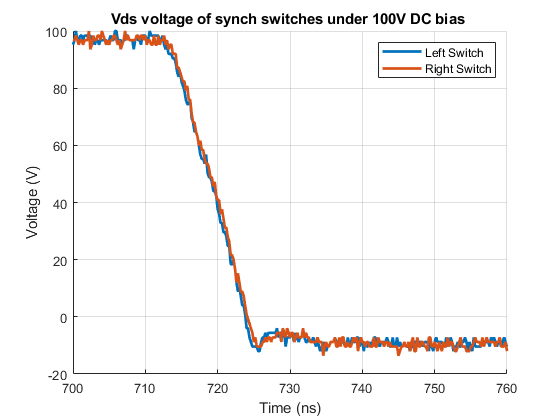 Vds voltage of synch switches under 100V DC bias
Left Switch
Right Switch
Voltage (V)
100
80
60
40
20
0
-20
700 710 720 730 740 750 760
Time (ns)